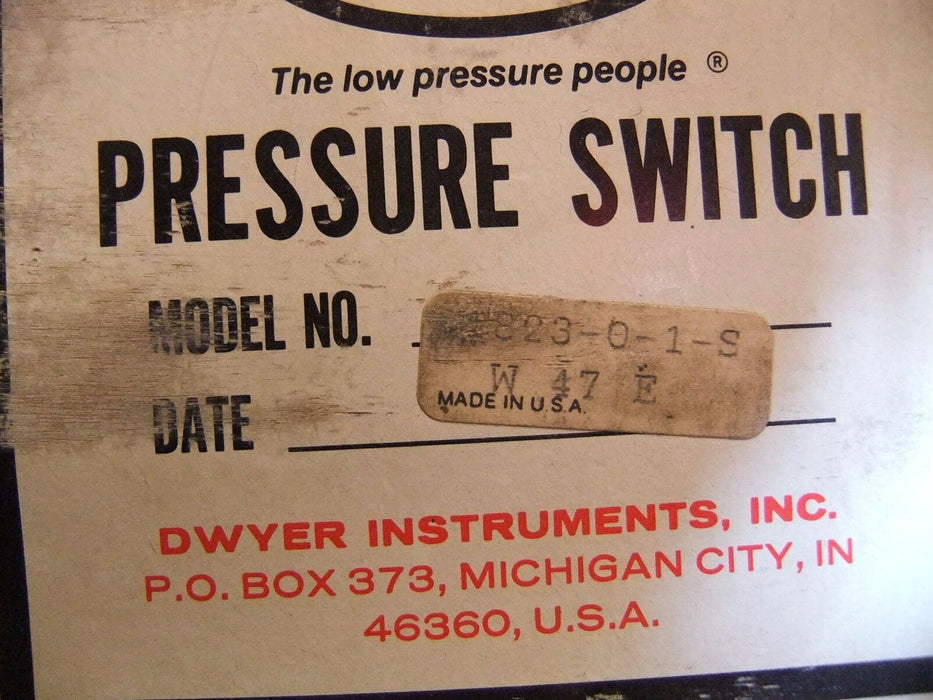 The low pressure people ®
PRESSURE SWITCH
MODEL NO.
823-0-1-S
W 47 E
MADE IN U.S.A.
DATE
DWYER INSTRUMENTS, INC.
P.O. BOX 373, MICHIGAN CITY, IN
46360, U.S.A.